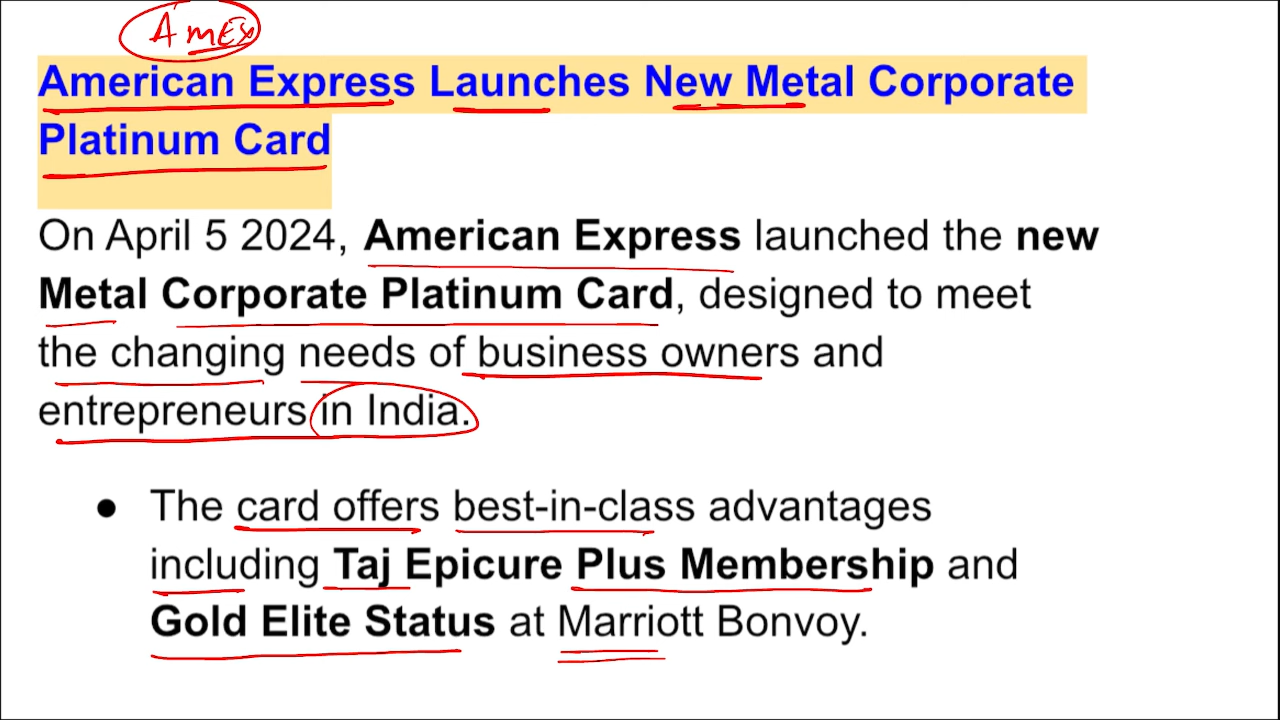 AmEx
American Express Launches New Metal Corporate
Platinum Card
On April 5 2024, American Express launched the new
Metal Corporate Platinum Card, designed to meet
the changing needs of business owners and
entrepreneurs in India.
● The card offers best-in-class advantages
including Taj Epicure Plus Membership and
Gold Elite Status at Marriott Bonvoy.